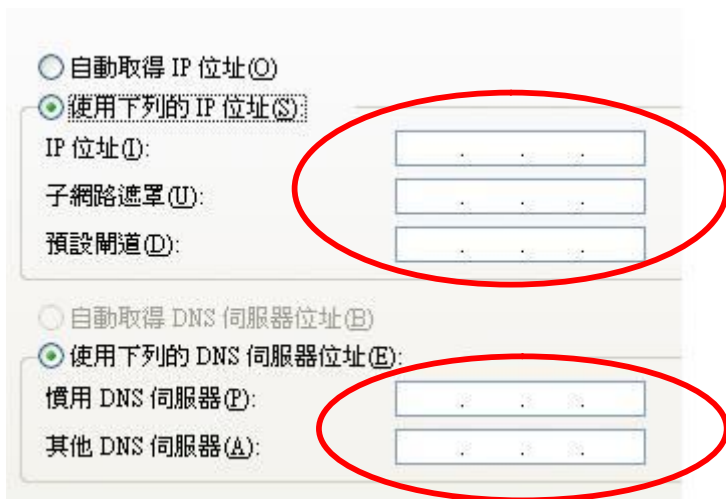 自動取得 IP 位址(O)
使用下列的 IP 位址(S):
IP 位址(I):
子網路遮罩(U):
預設閘道(D):
自動取得 DNS 伺服器位址(B)
使用下列的 DNS 伺服器位址(E):
慣用 DNS 伺服器(P):
其他 DNS 伺服器(A):